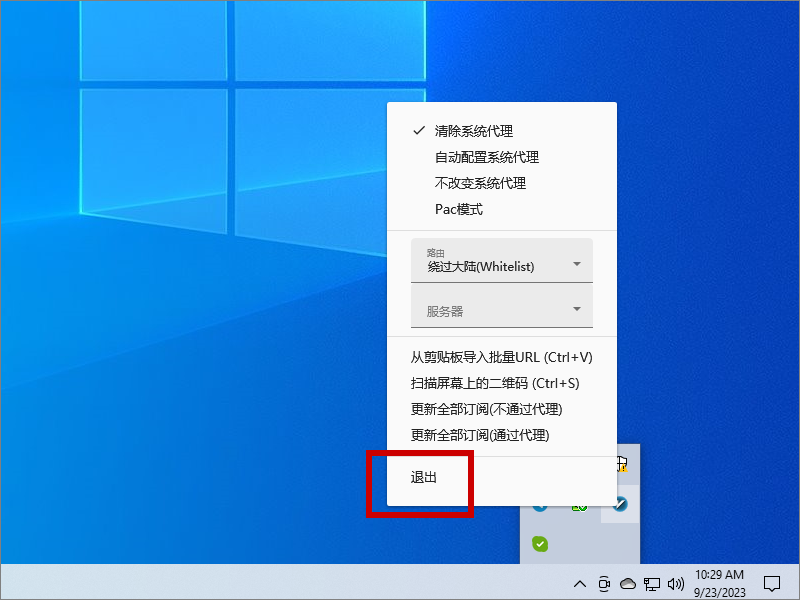 清除系统代理
自动配置系统代理
不改变系统代理
Pac模式
路由
绕过大陆(Whitelist)
服务器
从剪贴板导入批量URL (Ctrl+V)
扫描屏幕上的二维码 (Ctrl+S)
更新全部订阅(不通过代理)
更新全部订阅(通过代理)
退出
10:29 AM
9/23/2023